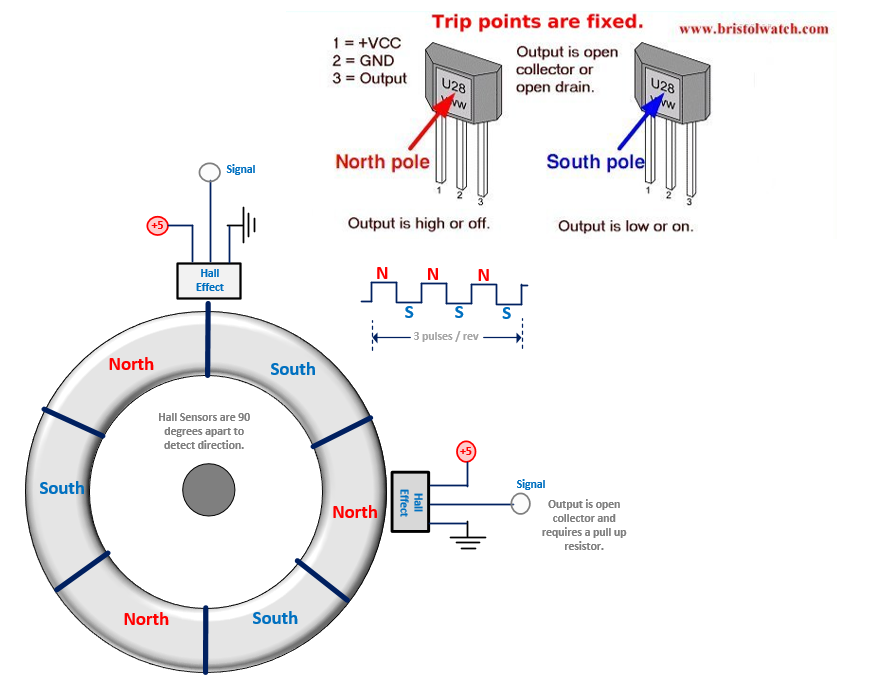 Trip points are fixed.
www.bristolwatch.com
1 = +VCC
2 = GND
3 = Output
Output is open
collector or
open drain.
U28
VWW
North pole
1
2
3
U28
VWW
South pole
1
2
3
Output is high or off.
Output is low or on.
Signal
+5
Hall
Effect
N N N
S S S
3 pulses / rev
North
South
Hall Sensors are 90
degrees apart to
detect direction.
South
North
North
South
+5
Hall
Effect
Signal
Output is open
collector and
requires a pull up
resistor.